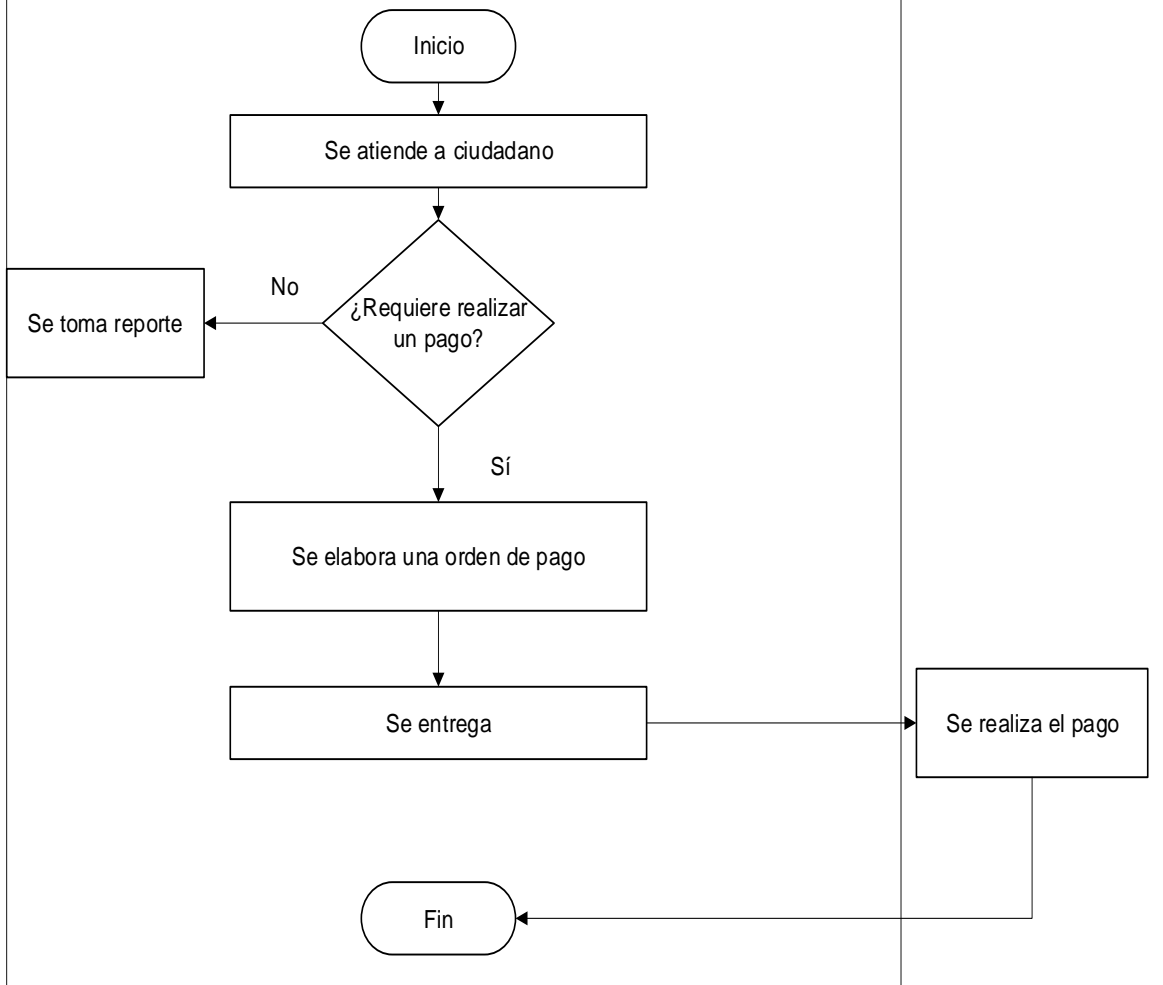 Inicio
Se atiende a ciudadano
No
¿Requiere realizar
un pago?
Se toma reporte
Sí
Se elabora una orden de pago
Se entrega
Se realiza el pago
Fin